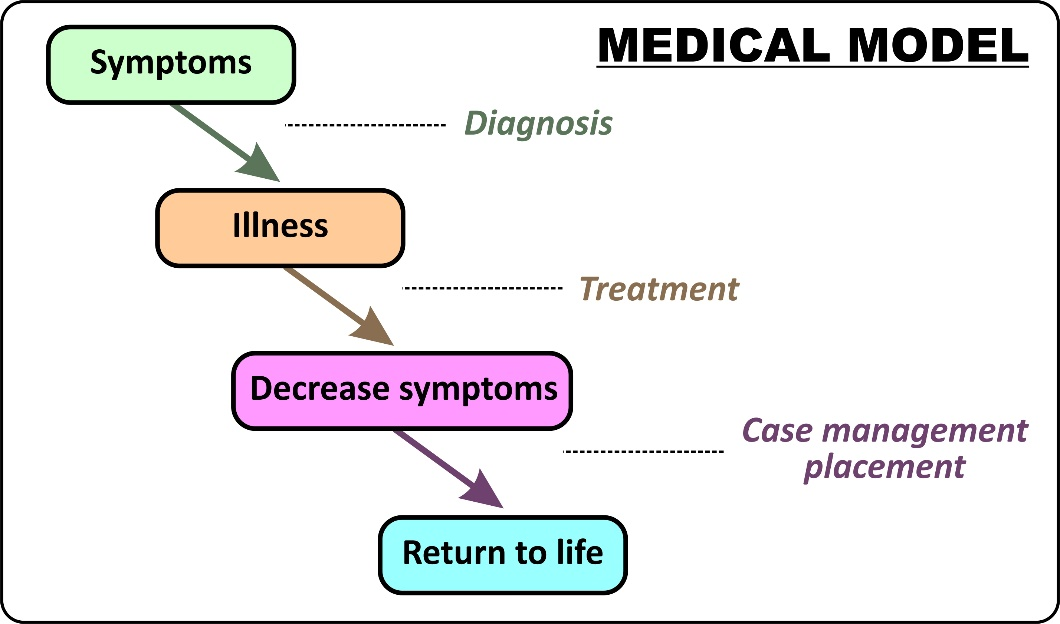 MEDICAL MODEL
Symptoms
Diagnosis
Illness
Treatment
Decrease symptoms
Case management
placement
Return to life